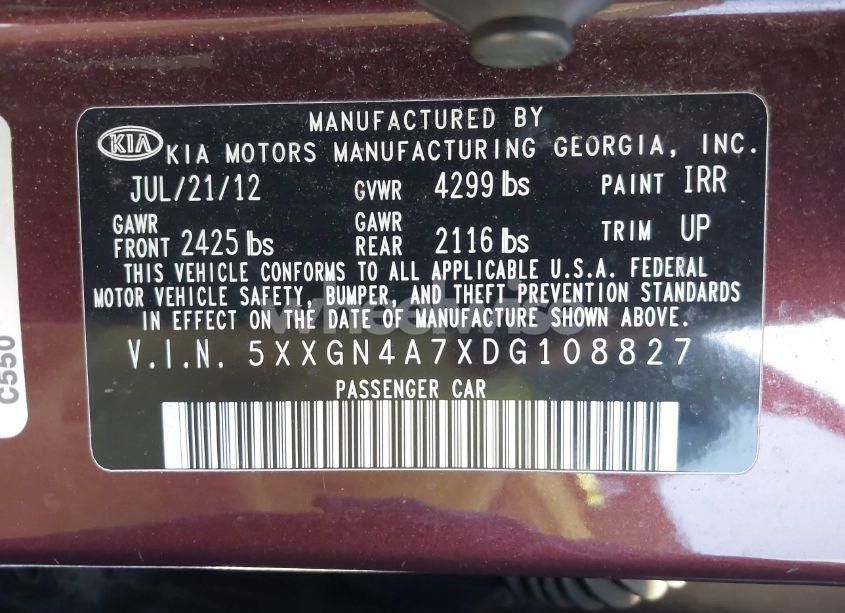 MANUFACTURED BY
KIA KIA MOTORS MANUFACTURING GEORGIA, INC.
JUL/21/12 GVWR 4299 lbs PAINT IRR
GAWR FRONT 2425 lbs GAWR REAR 2116 lbs TRIM UP
THIS VEHICLE CONFORMS TO ALL APPLICABLE U.S.A. FEDERAL
MOTOR VEHICLE SAFETY, BUMPER, AND THEFT PREVENTION STANDARDS
IN EFFECT ON THE DATE OF MANUFACTURE SHOWN ABOVE.
V.I.N. 5XXGN4A7XDG108827
PASSENGER CAR
C550